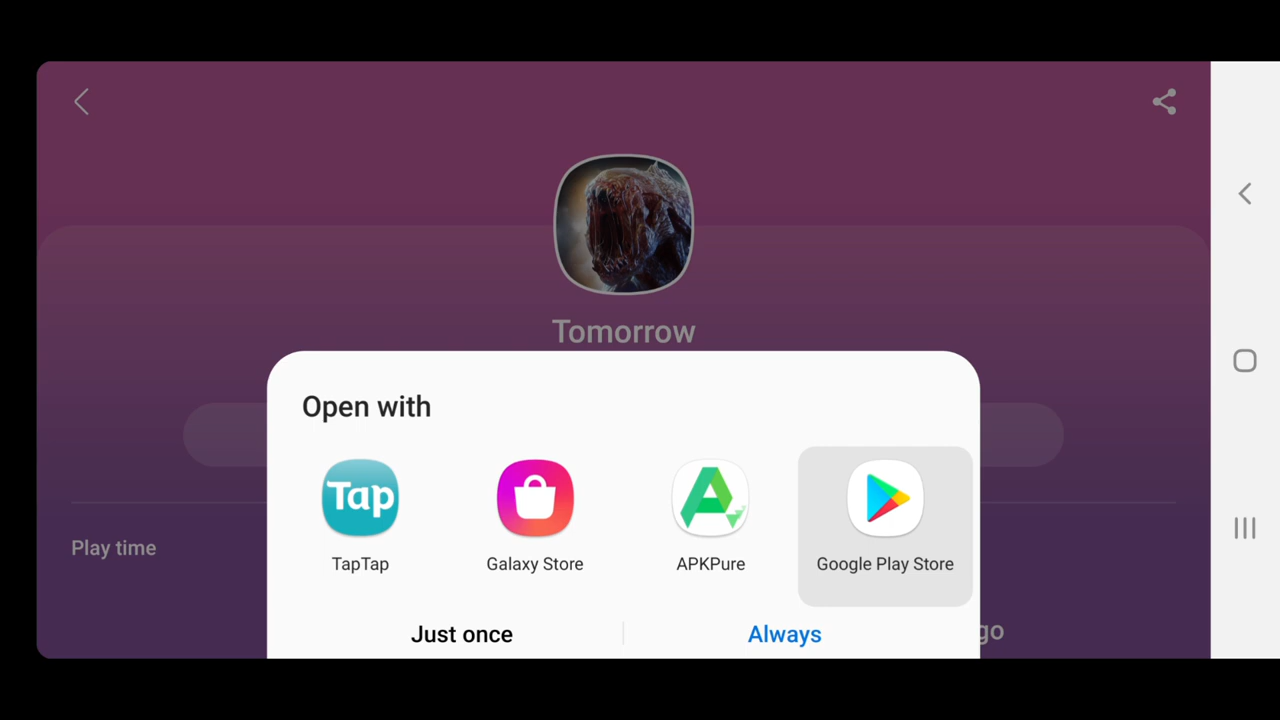 Tomorrow
Open with
Tap
TapTap
Galaxy Store
APKPure
Google Play Store
Play time
Just once
Always
go